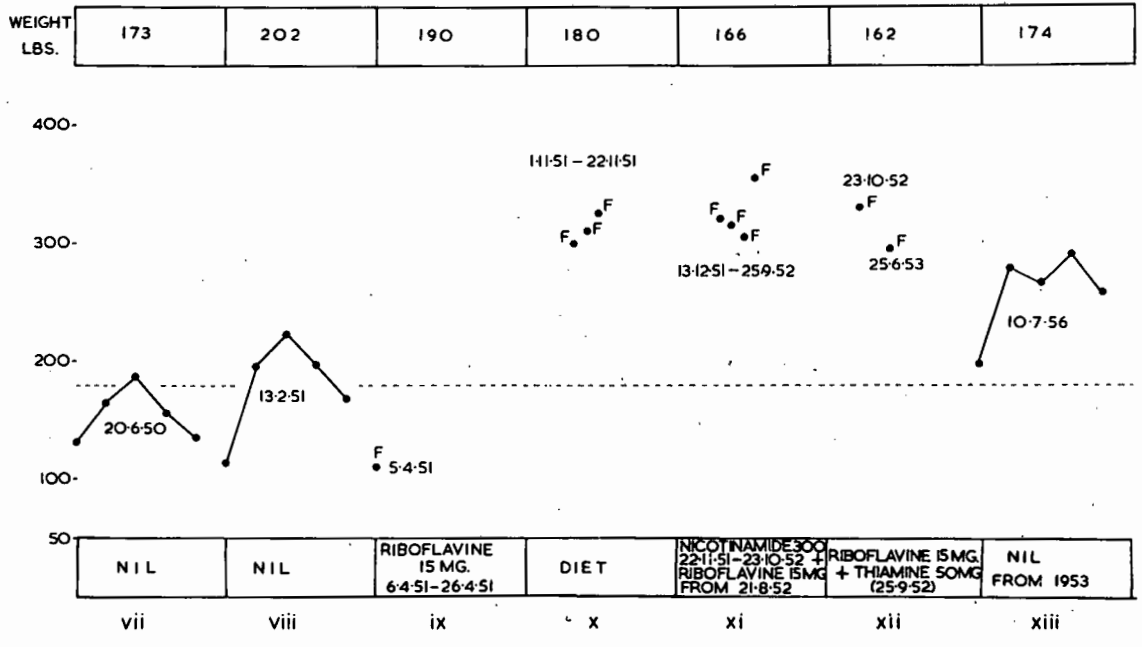 WEIGHT LBS. 173 202 190 180 166 162 174
400-
1·11·51 – 22·11·51
F
F
F
F
F
F
F
23·10·52
F
300-
F
13·12·51 – 25·9·52
25·6·53
10·7·56
200-
13·2·51
20·6·50
F
5·4·51
100-
50
NIL
NIL
RIBOFLAVINE
15 MG.
6·4·51–26·4·51
DIET
NICOTINAMIDE 300
22·11·51–23·10·52 +
RIBOFLAVINE 15MG
FROM 21·8·52
RIBOFLAVINE 15 MG.
+ THIAMINE 50MG
(25·9·52)
NIL
FROM 1953
vii viii ix x xi xii xiii